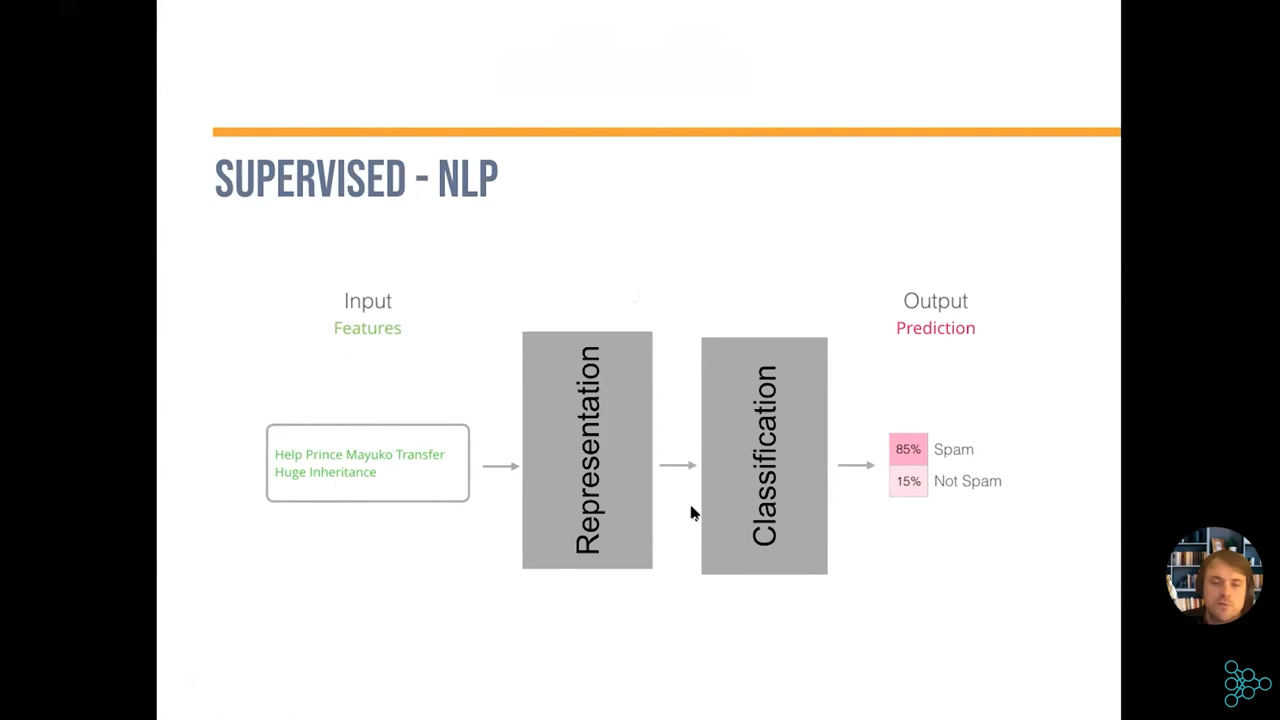 SUPERVISED - NLP
Input
Features
Output
Prediction
Help Prince Mayuko Transfer
Huge Inheritance
Representation
Classification
85% Spam
15% Not Spam